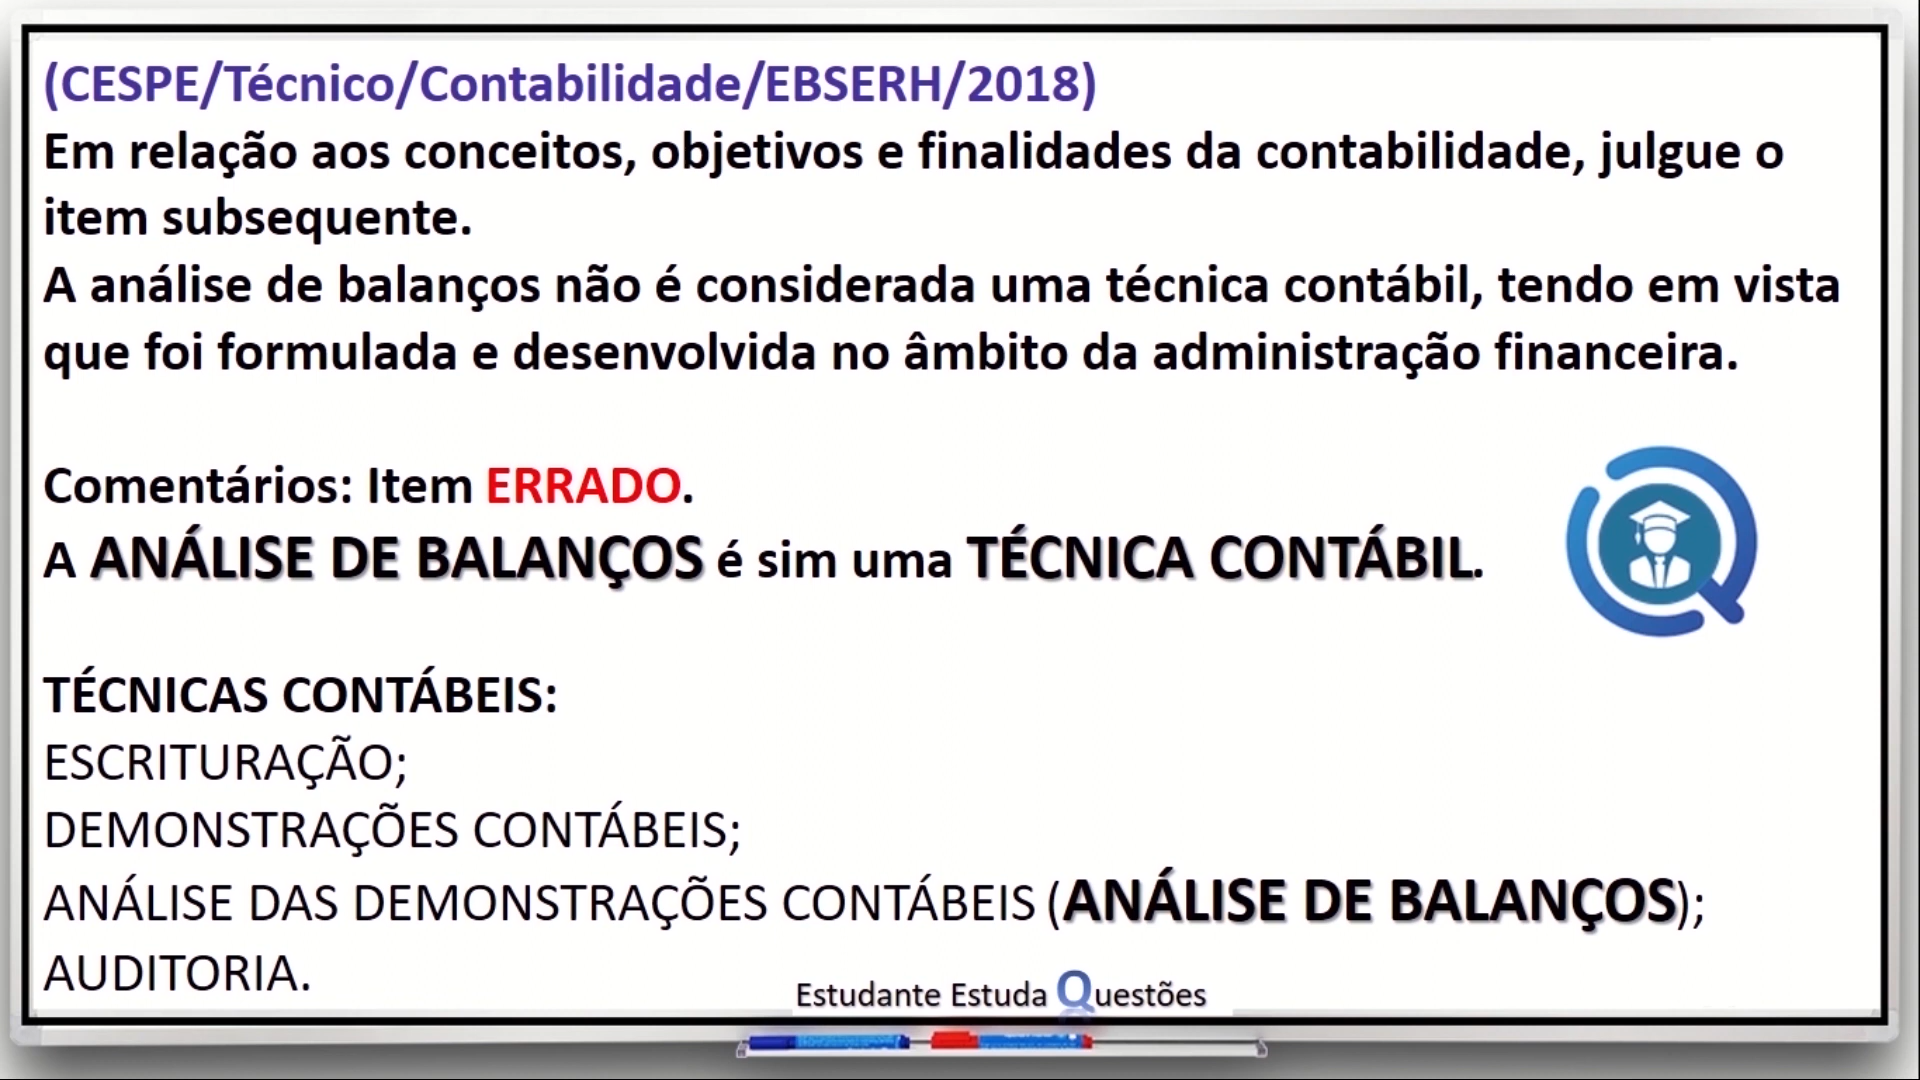 (CESPE/Técnico/Contabilidade/EBSERH/2018)
Em relação aos conceitos, objetivos e finalidades da contabilidade, julgue o
item subsequente.
A análise de balanços não é considerada uma técnica contábil, tendo em vista
que foi formulada e desenvolvida no âmbito da administração financeira.
Comentários: Item ERRADO.
A ANÁLISE DE BALANÇOS é sim uma TÉCNICA CONTÁBIL.
TÉCNICAS CONTÁBEIS:
ESCRITURAÇÃO;
DEMONSTRAÇÕES CONTÁBEIS;
ANÁLISE DAS DEMONSTRAÇÕES CONTÁBEIS (ANÁLISE DE BALANÇOS);
AUDITORIA.
Estudante Estuda Questões